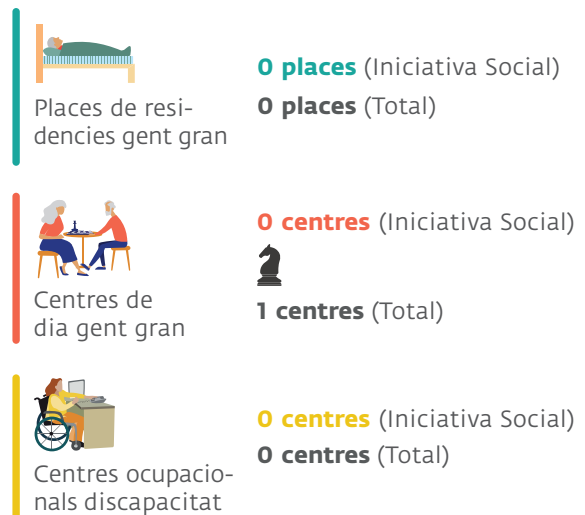 Places de resi-
dencies gent gran
0 places (Iniciativa Social)
0 places (Total)
Centres de
dia gent gran
0 centres (Iniciativa Social)
1 centres (Total)
Centres ocupacio-
nals discapacitat
0 centres (Iniciativa Social)
0 centres (Total)